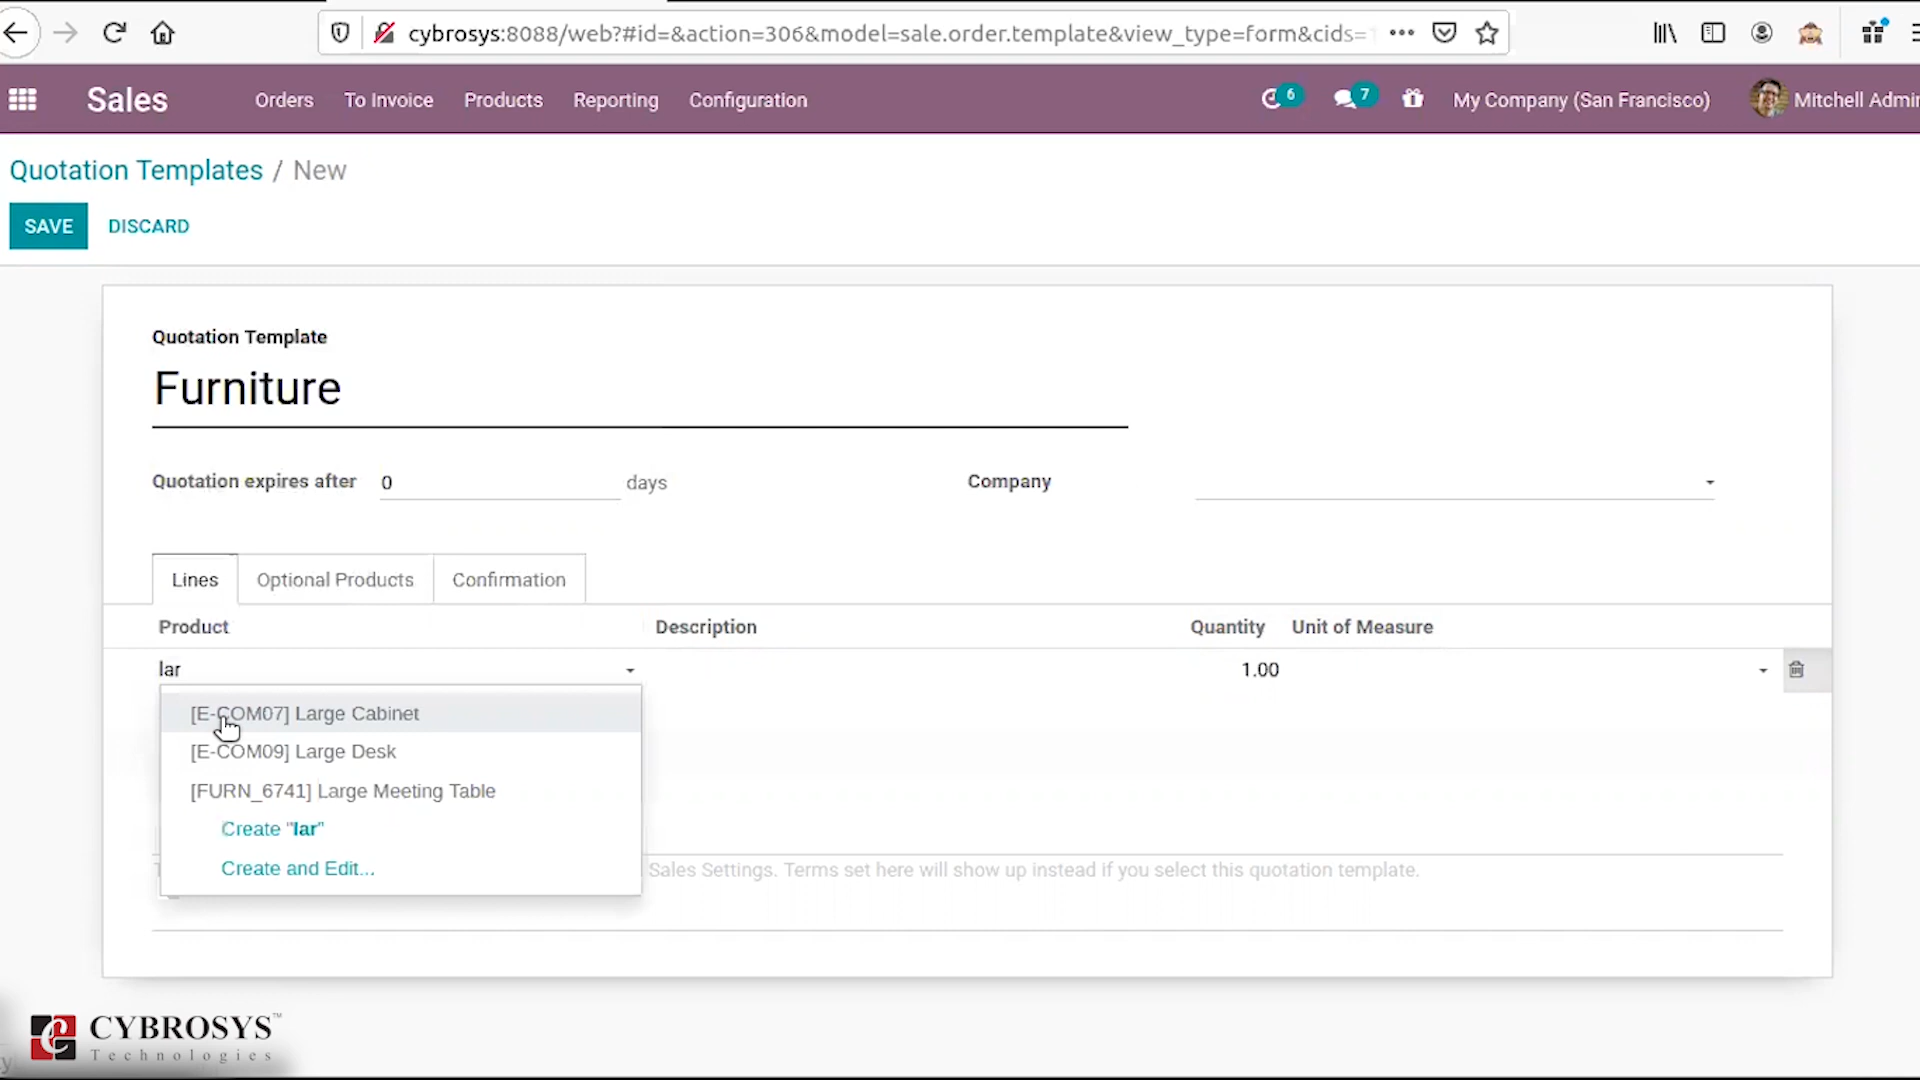 cybrosys:8088/web?#id=&action=306&model=sale.order.template&view_type=form&cids=
Sales Orders To Invoice Products Reporting Configuration 6 7 My Company (San Francisco) Mitchell Admin
Quotation Templates / New
SAVE DISCARD
Quotation Template
Furniture
Quotation expires after 0 days Company
Lines Optional Products Confirmation
Product Description Quantity Unit of Measure
lar 1.00
[E-COM07] Large Cabinet
[E-COM09] Large Desk
[FURN_6741] Large Meeting Table
Create "lar"
Create and Edit...
Sales Settings. Terms set here will show up instead if you select this quotation template.
CYBROSYS™
Technologies